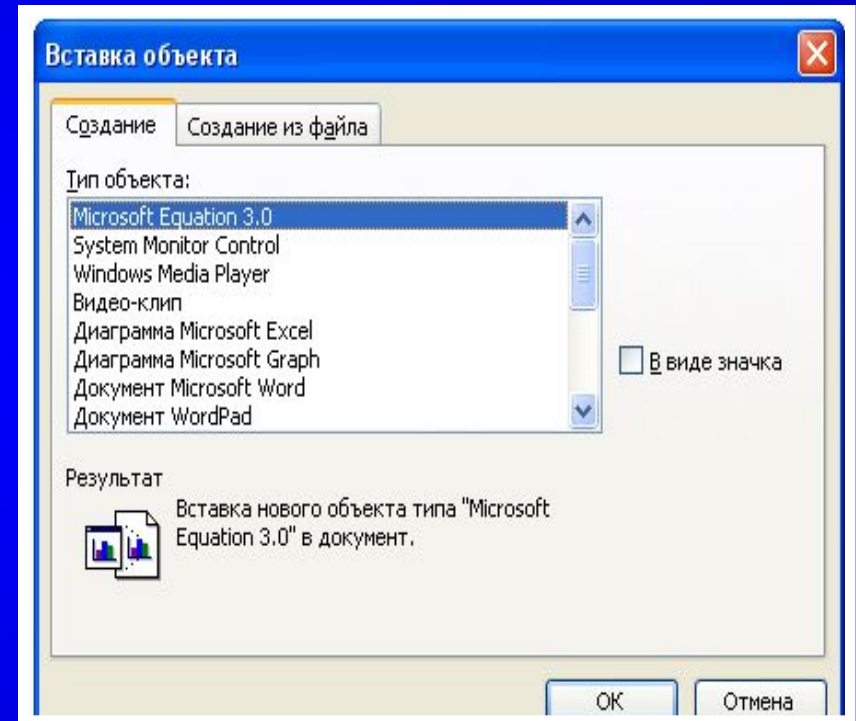 Вставка объекта
Создание
Создание из файла
Тип объекта:
Microsoft Equation 3.0
System Monitor Control
Windows Media Player
Видео-клип
Диаграмма Microsoft Excel
Диаграмма Microsoft Graph
Документ Microsoft Word
Документ WordPad
В виде значка
Результат
Вставка нового объекта типа "Microsoft
Equation 3.0" в документ.
ОК
Отмена